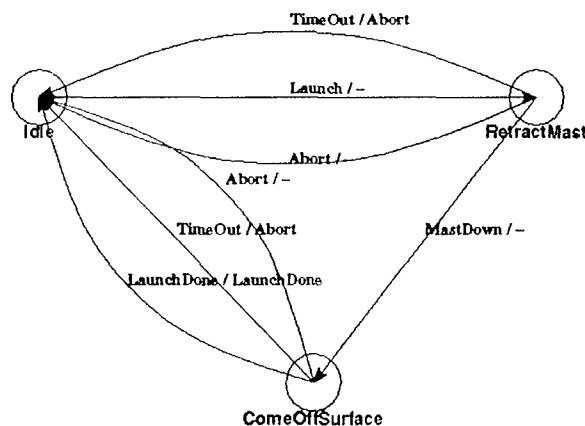 TimeOut / Abort
Launch / –
Idle
RetractMast
Abort / –
Abort / –
TimeOut / Abort
MastDown / –
LaunchDone / LaunchDone
ComeOffSurface